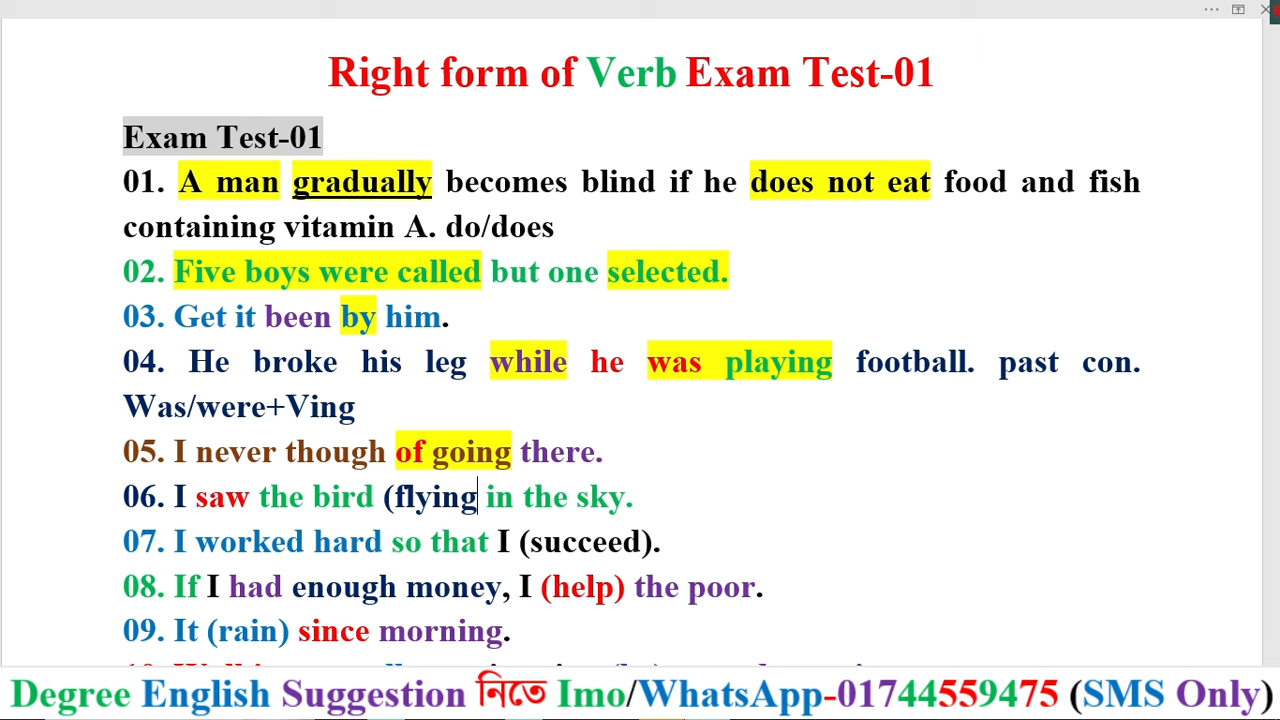 Right form of Verb Exam Test-01
Exam Test-01
01. A man gradually becomes blind if he does not eat food and fish
containing vitamin A. do/does
02. Five boys were called but one selected.
03. Get it been by him.
04. He broke his leg while he was playing football. past con.
Was/were+Ving
05. I never though of going there.
06. I saw the bird (flying in the sky.
07. I worked hard so that I (succeed).
08. If I had enough money, I (help) the poor.
09. It (rain) since morning.
Degree English Suggestion নিতে Imo/WhatsApp-01744559475 (SMS Only)